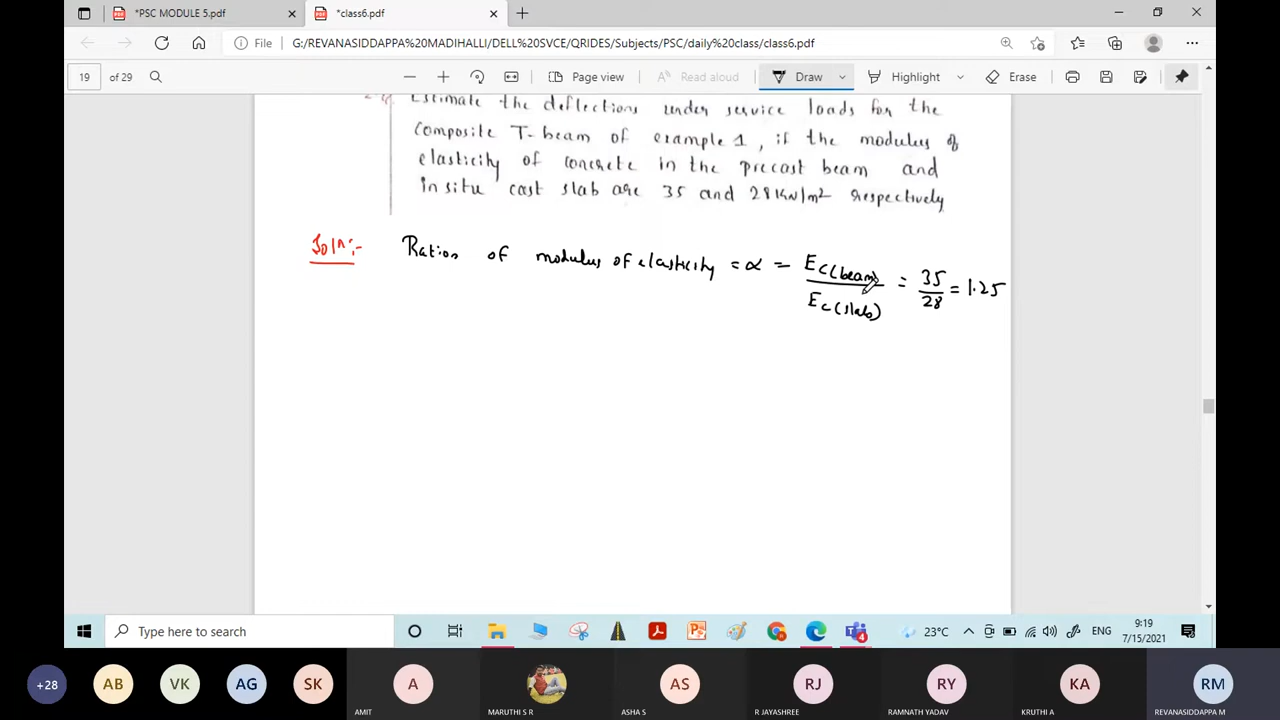 *PSC MODULE 5.pdf
*class6.pdf
File G:/REVANASIDDAPPA%20MADIHALLI/DELL%20SVCE/QRIDES/Subjects/PSC/daily%20class/class6.pdf
19 of 29 Page view Read aloud Draw Highlight Erase
Estimate the deflections under service loads for the
composite T-beam of example 1, if the modulus of
elasticity of concrete in the precast beam and
insitu cast slab are 35 and 28 KN/m² respectively
Soln:-
Ration of modulus of elasticity = α = Ec(beam) / Ec(slab) = 35/28 = 1.25
Type here to search
4
23°C
ENG
9:19
7/15/2021
+28 AB VK AG SK A AS RJ RY KA RM
AMIT MARUTHI S R ASHA S R JAYASHREE RAMNATH YADAV KRUTHI A REVANASIDDAPPA M